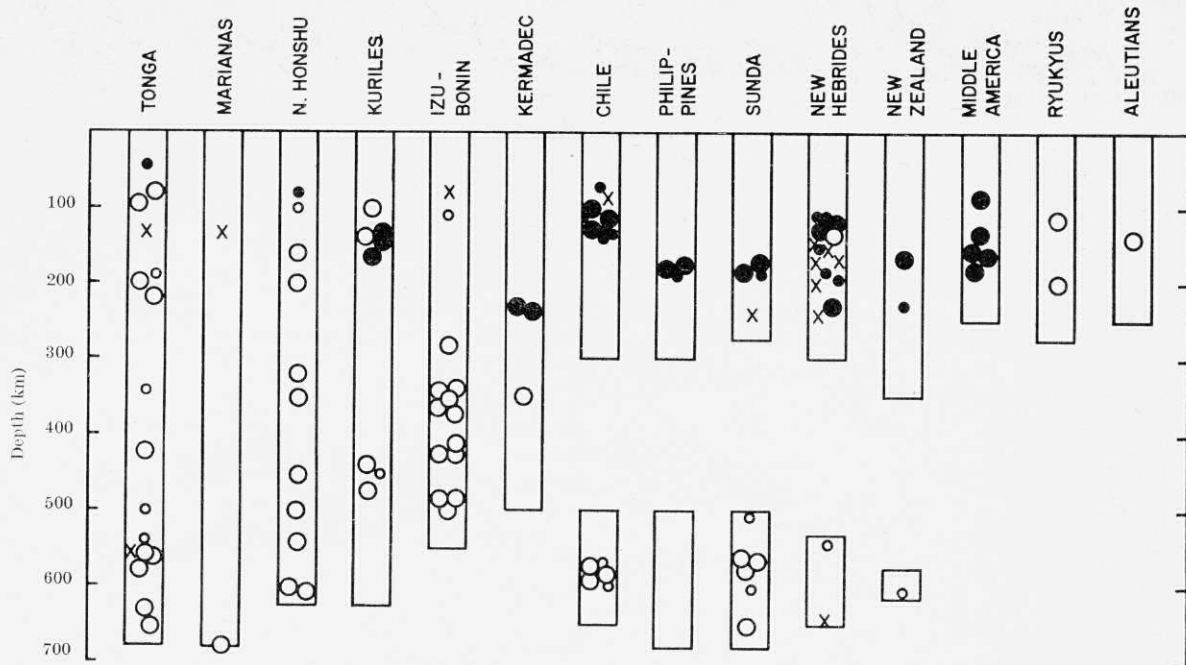 TONGA
MARIANAS
N. HONSHU
KURILES
IZU -
BONIN
KERMADEC
CHILE
PHILIP-
PINES
SUNDA
NEW
HEBRIDES
NEW
ZEALAND
MIDDLE
AMERICA
RYUKYUS
ALEUTIANS
Depth (km)
100
200
300
400
500
600
700